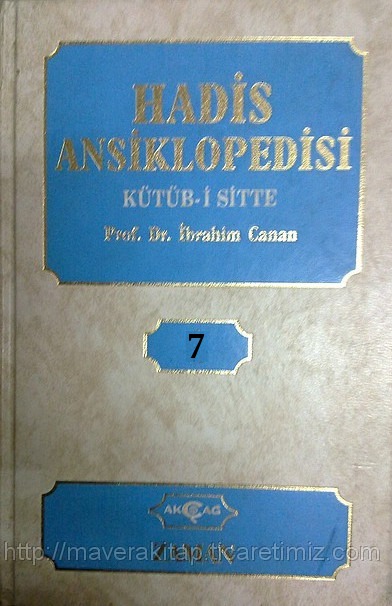 HADİS
ANSİKLOPEDİSİ
KÜTÜB-İ SİTTE
Prof. Dr. İbrahim Canan
7
AKÇAĞ
http://maverakitap.ticaretimiz.com